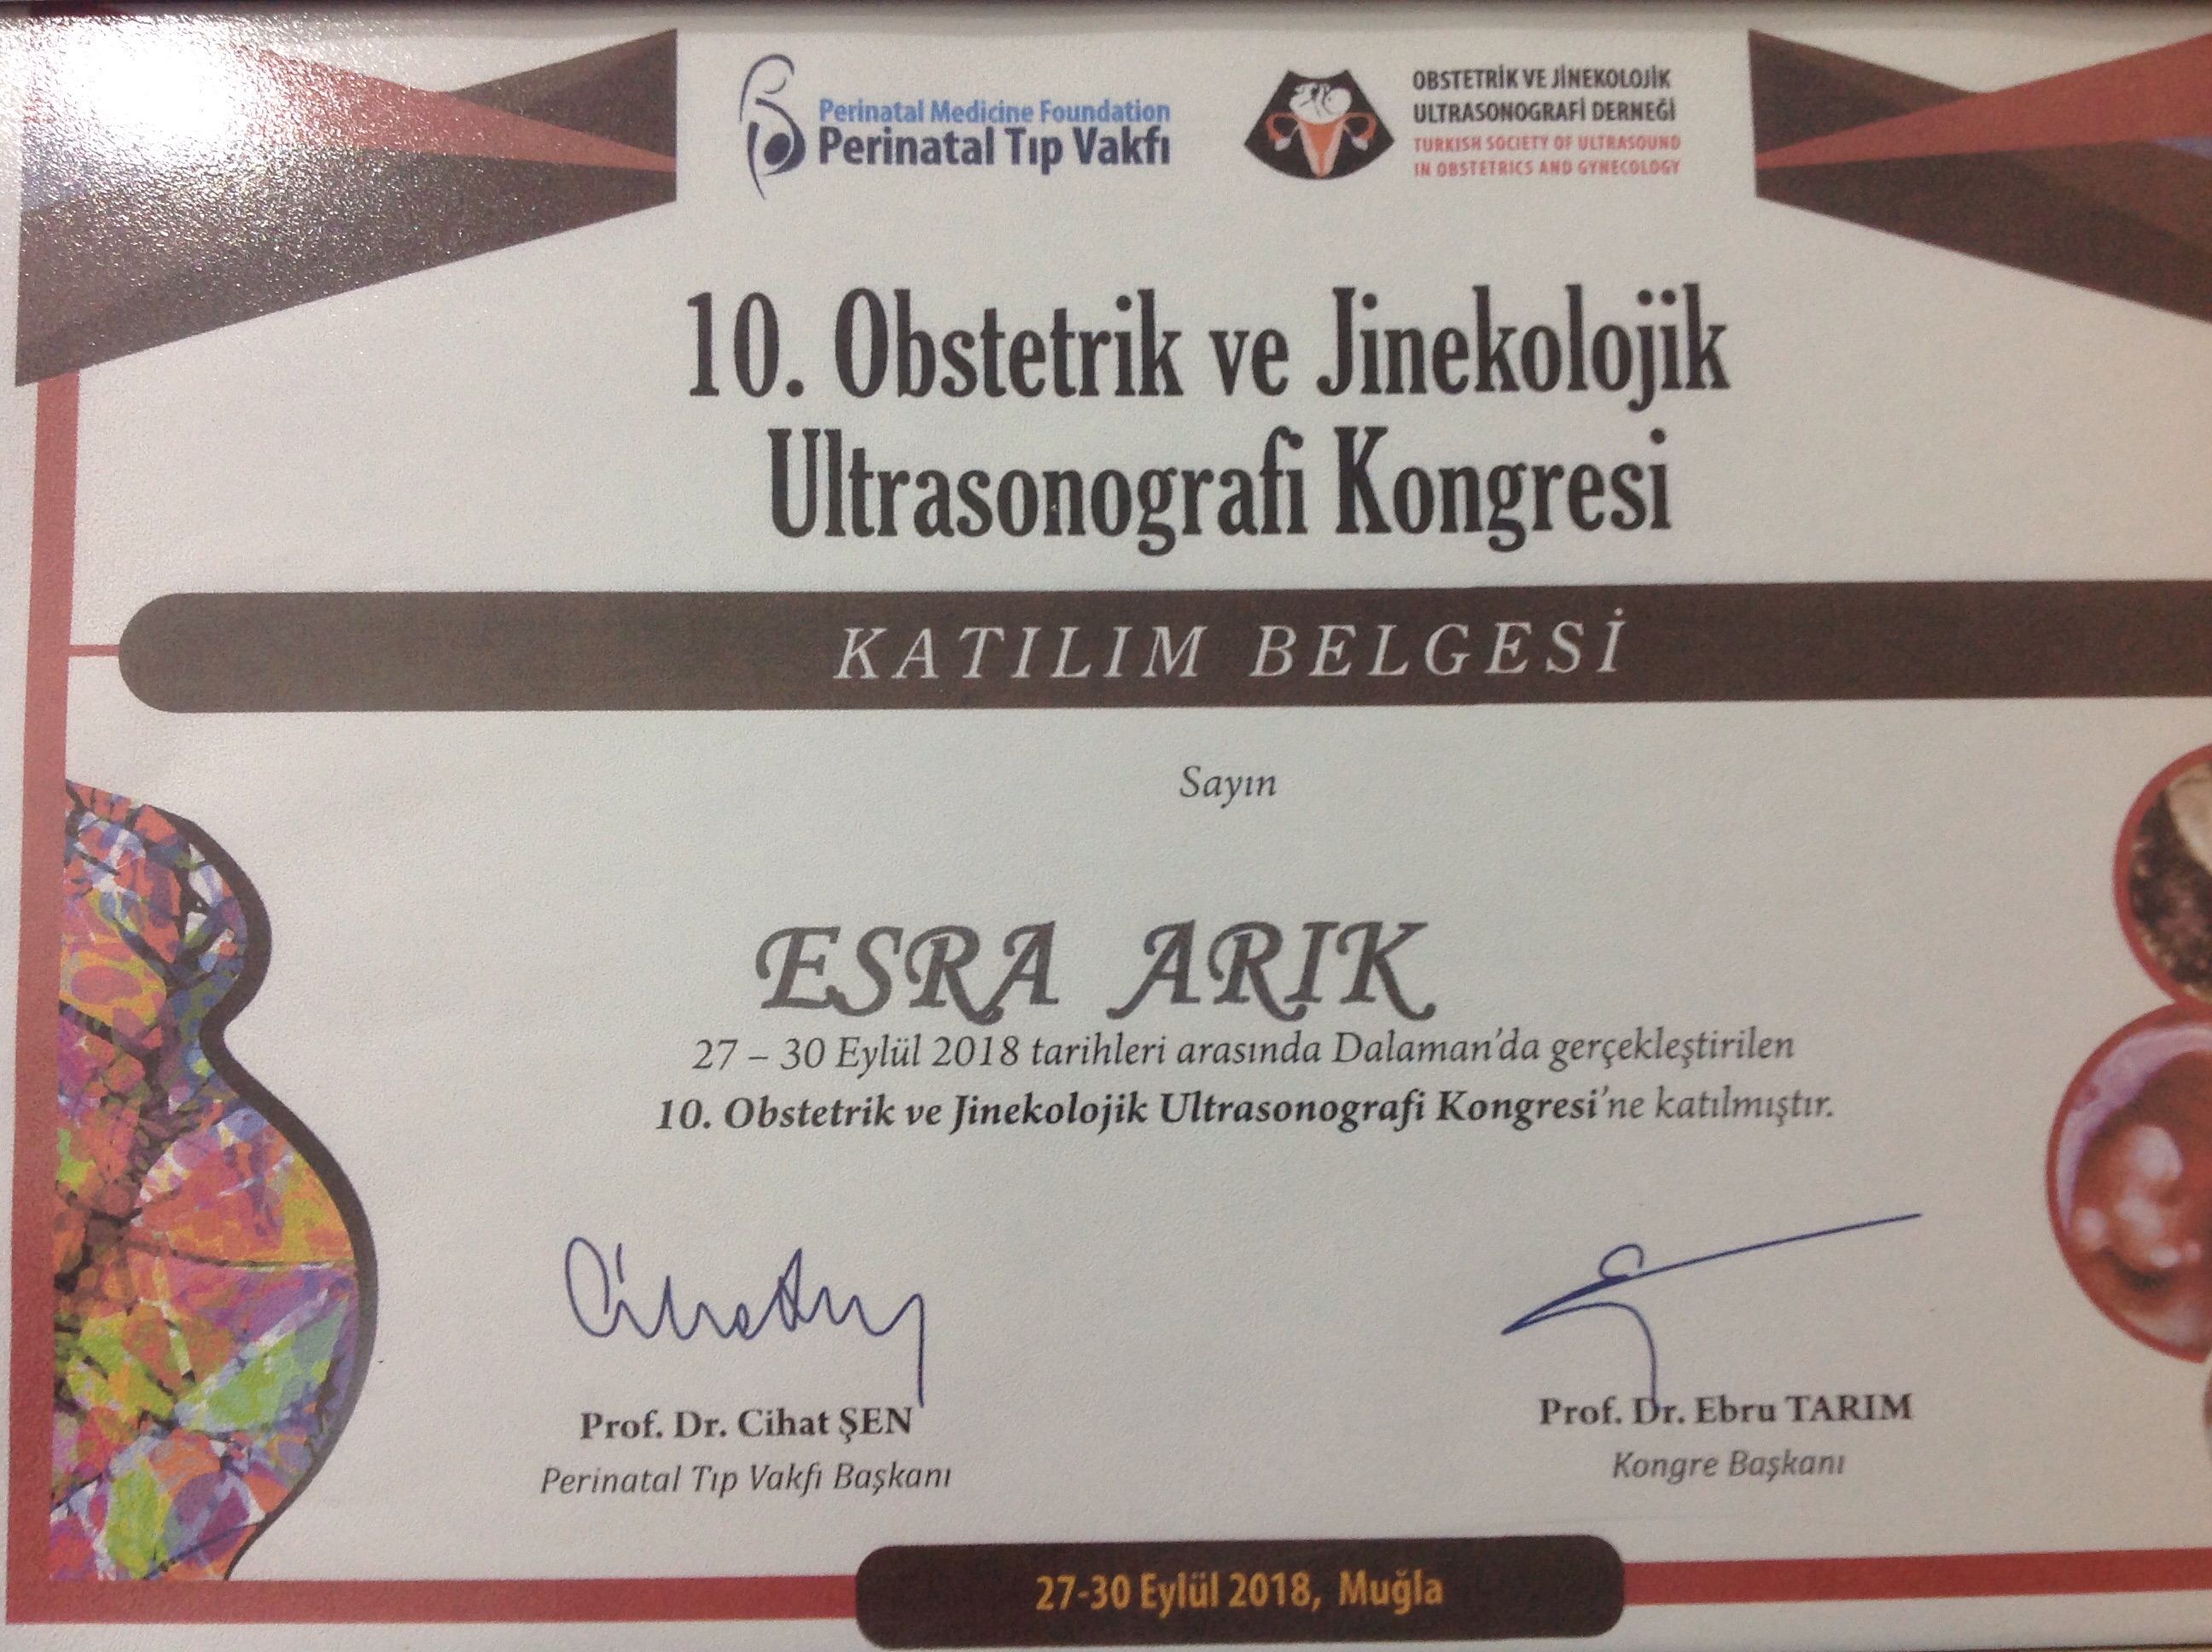 Perinatal Medicine Foundation
Perinatal Tıp Vakfı
OBSTETRİK VE JİNEKOLOJİK
ULTRASONOGRAFİ DERNEĞİ
TURKISH SOCIETY OF ULTRASOUND
IN OBSTETRICS AND GYNECOLOGY
10. Obstetrik ve Jinekolojik
Ultrasonografi Kongresi
KATILIM BELGESİ
Sayın
ESRA ARIK
27 – 30 Eylül 2018 tarihleri arasında Dalaman’da gerçekleştirilen
10. Obstetrik ve Jinekolojik Ultrasonografi Kongresi’ne katılmıştır.
Prof. Dr. Cihat ŞEN
Perinatal Tıp Vakfı Başkanı
Prof. Dr. Ebru TARIM
Kongre Başkanı
27-30 Eylül 2018, Muğla